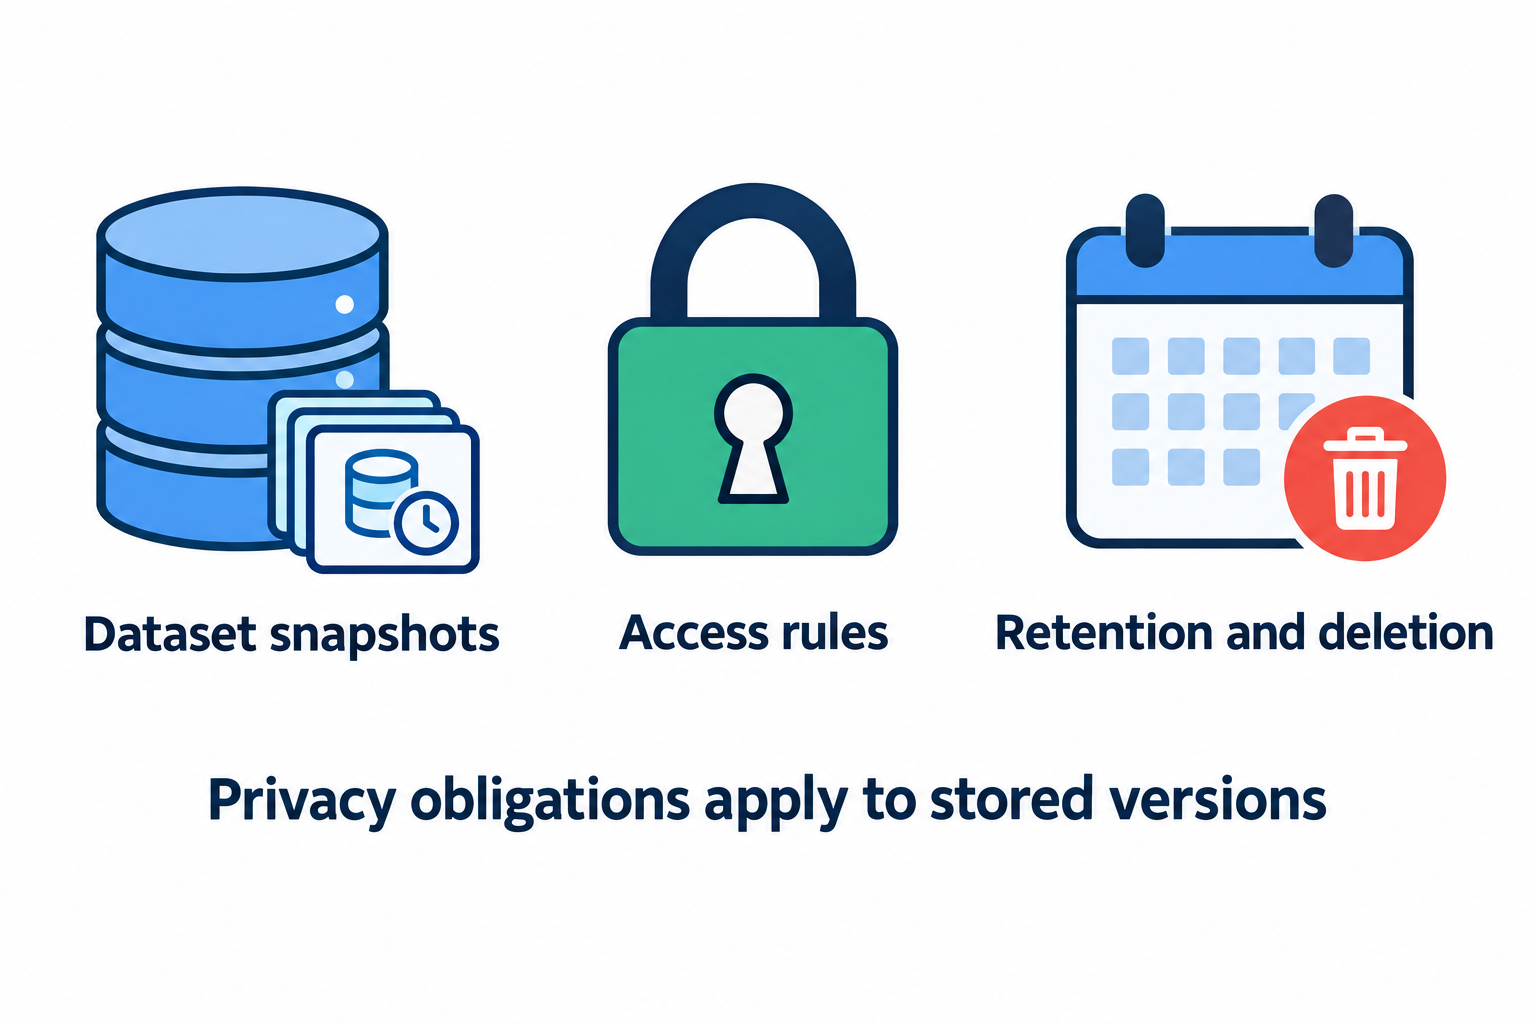 Dataset snapshots
Access rules
Retention and deletion
Privacy obligations apply to stored versions